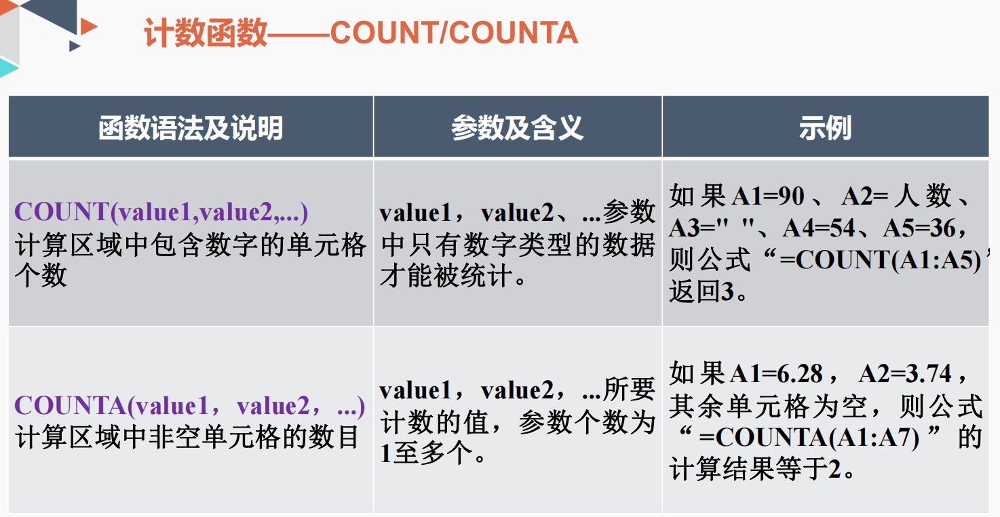 计数函数——COUNT/COUNTA
函数语法及说明
参数及含义
示例
COUNT(value1,value2,...)
计算区域中包含数字的单元格
个数
value1，value2、...参数
中只有数字类型的数据
才能被统计。
如果A1=90、A2=人数、
A3=" "、A4=54、A5=36，
则公式“=COUNT(A1:A5)”
返回3。
COUNTA(value1，value2，...)
计算区域中非空单元格的数目
value1，value2，...所要
计数的值，参数个数为
1至多个。
如果A1=6.28，A2=3.74，
其余单元格为空，则公式
“=COUNTA(A1:A7)”的
计算结果等于2。